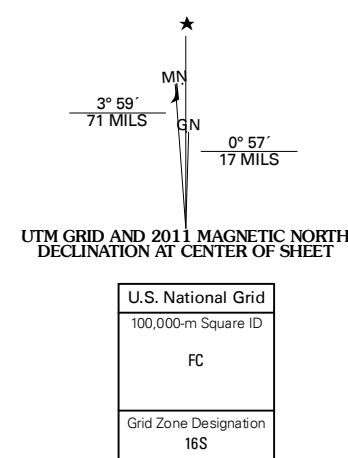 ★
MN
3° 59´
71 MILS
GN
0° 57´
17 MILS
UTM GRID AND 2011 MAGNETIC NORTH
DECLINATION AT CENTER OF SHEET
U.S. National Grid
100,000-m Square ID
FC
Grid Zone Designation
16S